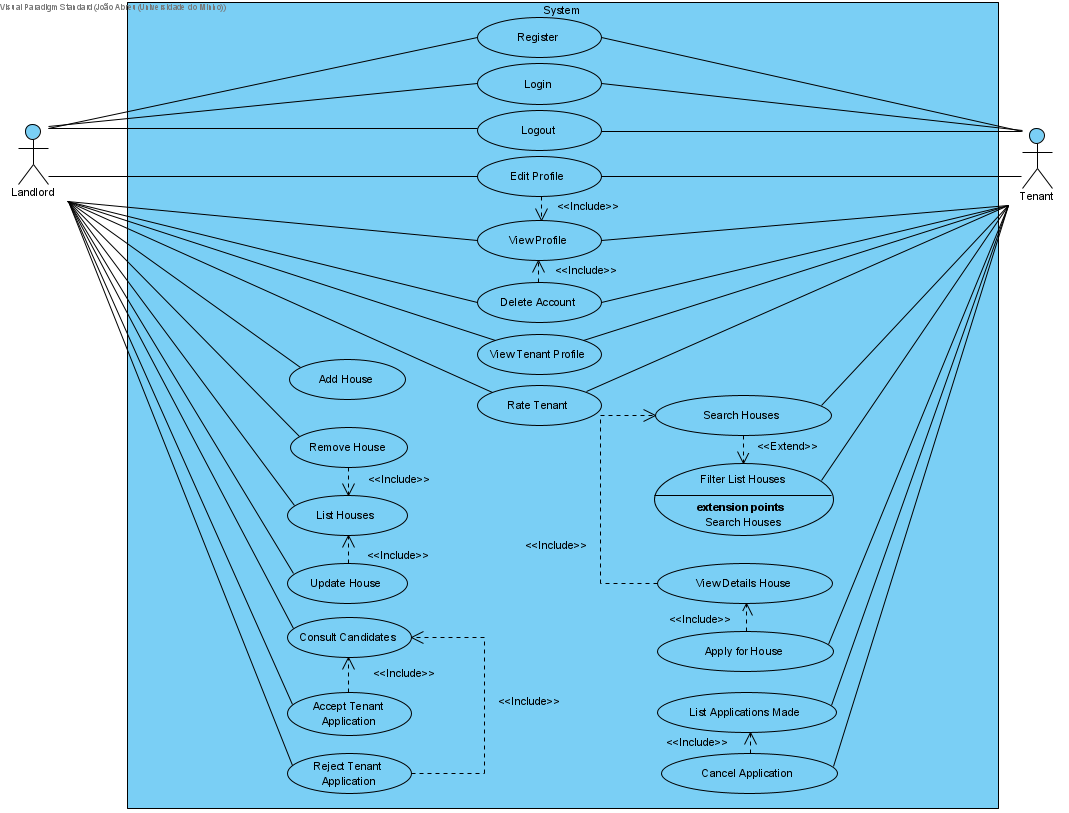 Visual Paradigm Standard (João Abreu (Universidade do Minho))
System
Register
Login
Logout
Edit Profile
<<Include>>
View Profile
<<Include>>
Delete Account
View Tenant Profile
Rate Tenant
Landlord
Tenant
Add House
Remove House
<<Include>>
List Houses
<<Include>>
Update House
Consult Candidates
<<Include>>
Accept Tenant
Application
<<Include>>
Reject Tenant
Application
Search Houses
<<Extend>>
Filter List Houses
extension points
Search Houses
<<Include>>
View Details House
<<Include>>
Apply for House
List Applications Made
<<Include>>
Cancel Application